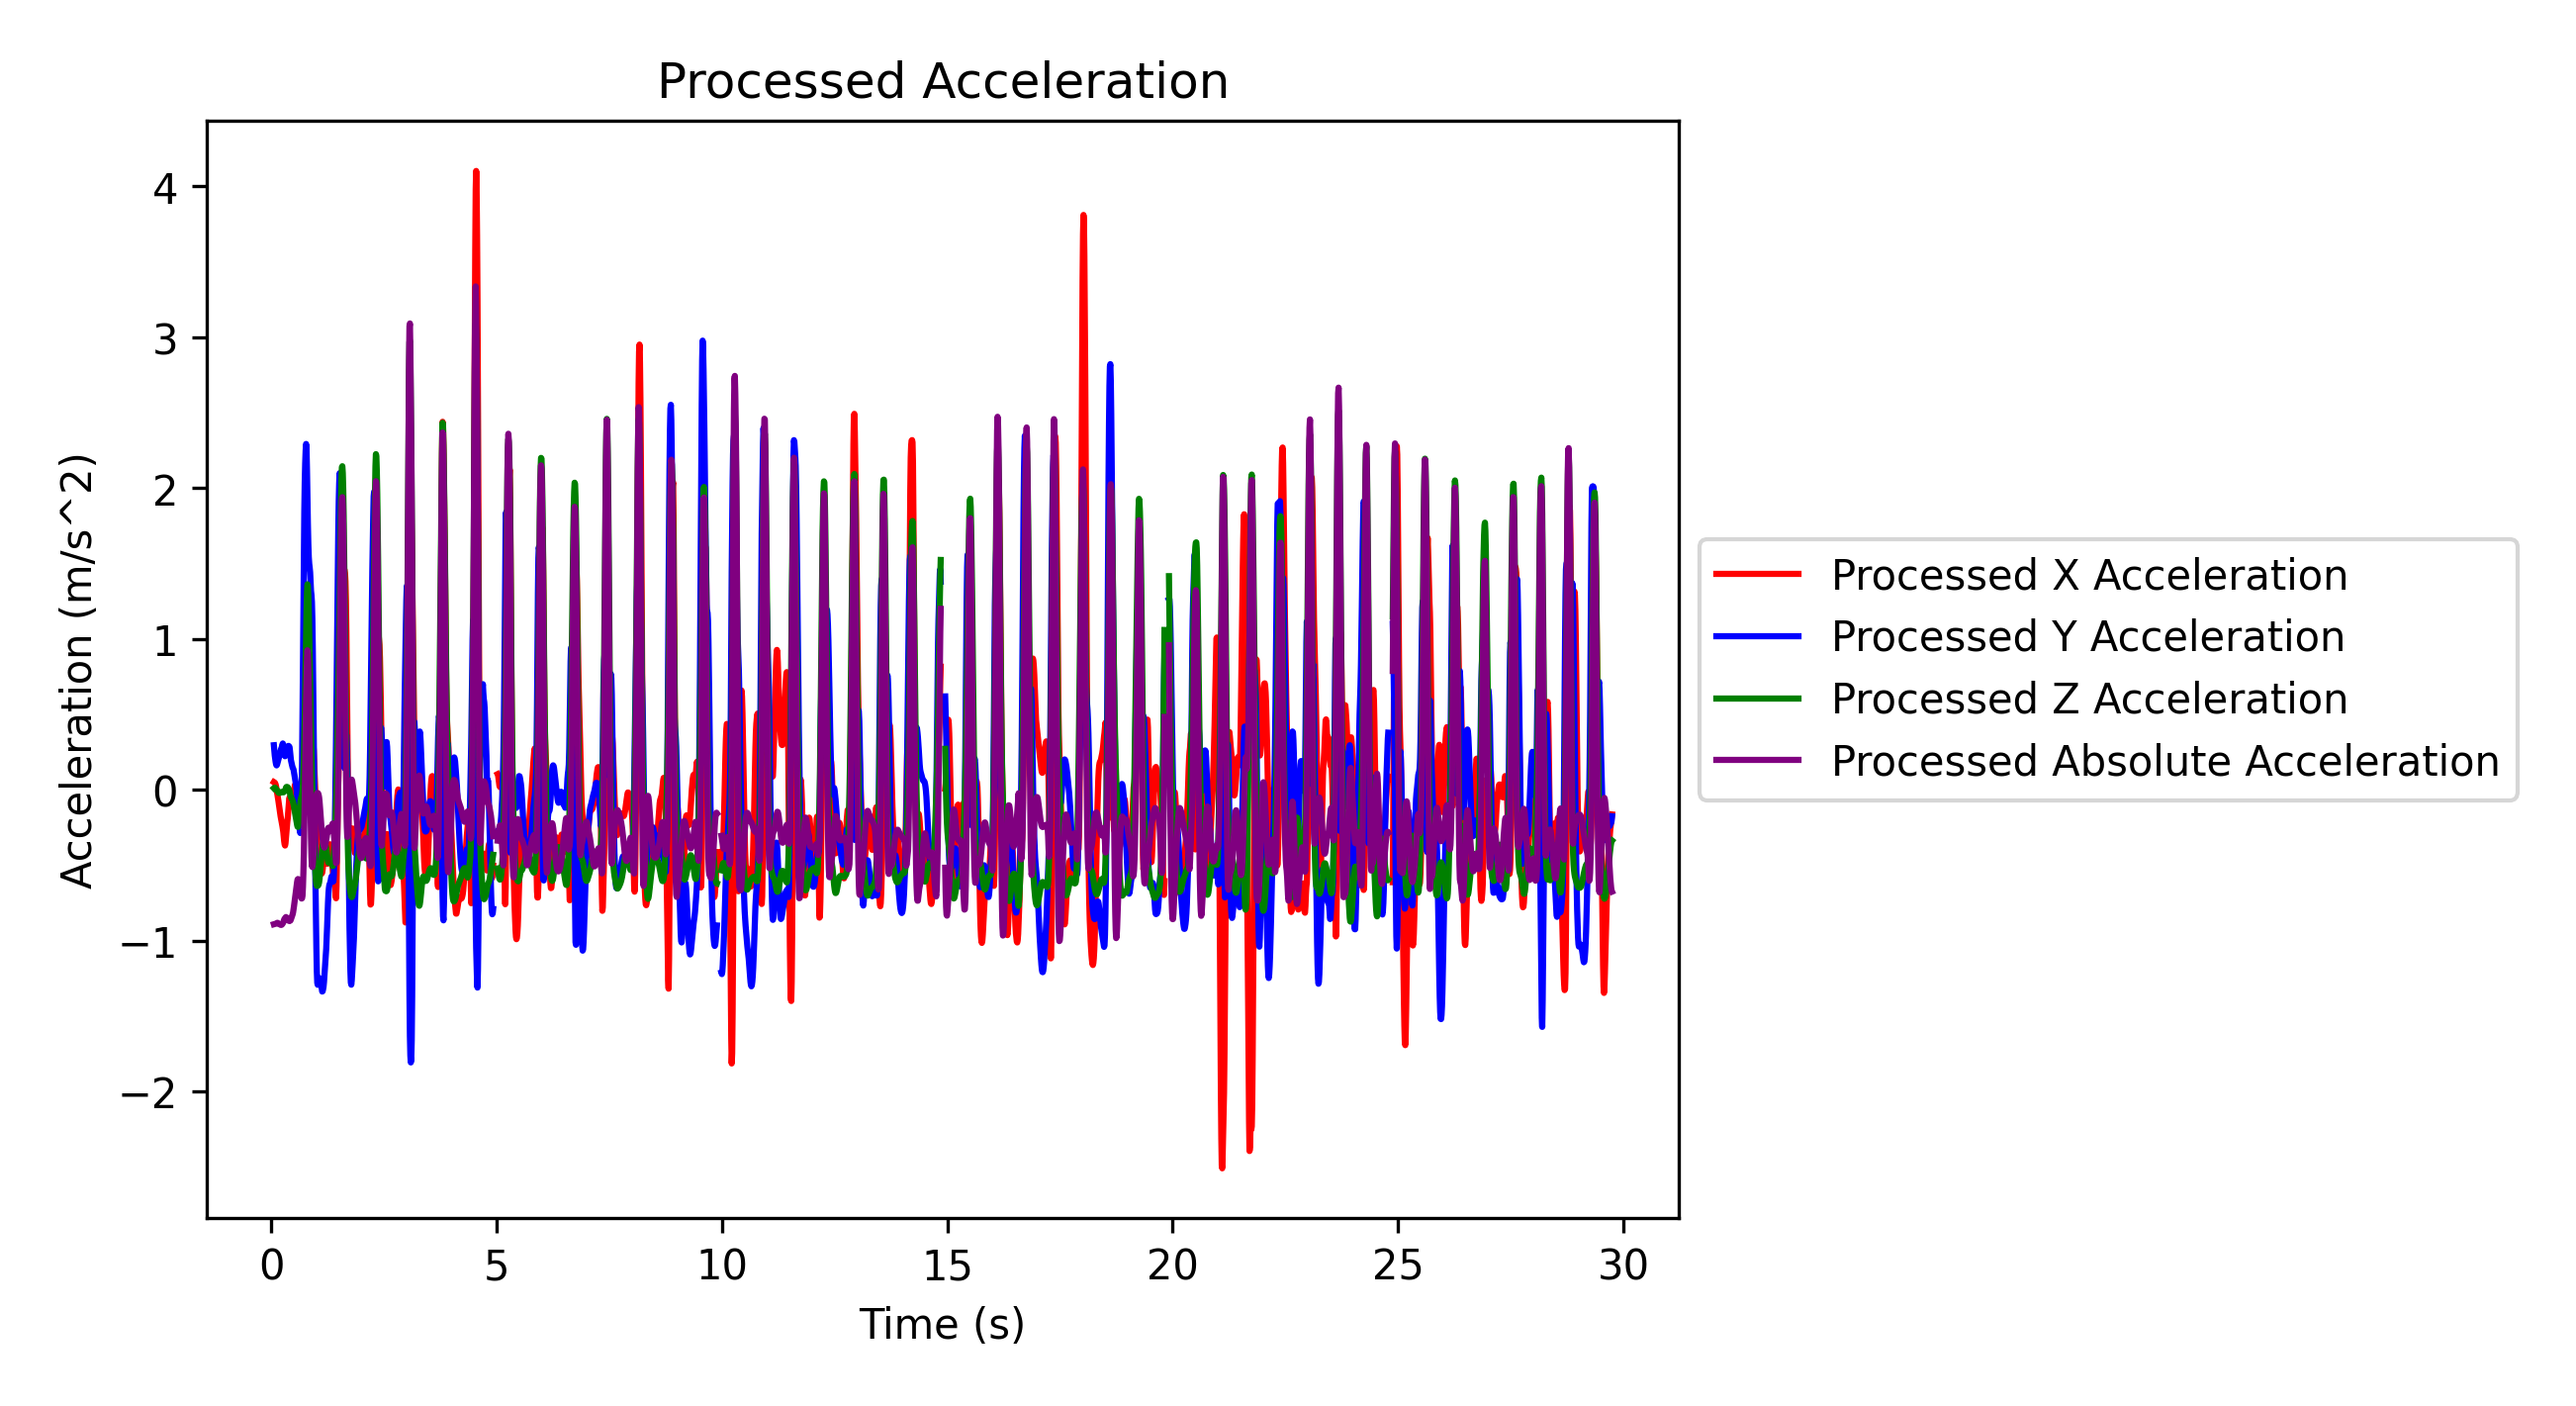 Processed Acceleration
Acceleration (m/s^2)
4
3
2
1
0
−1
−2
0 5 10 15 20 25 30
Time (s)
Processed X Acceleration
Processed Y Acceleration
Processed Z Acceleration
Processed Absolute Acceleration